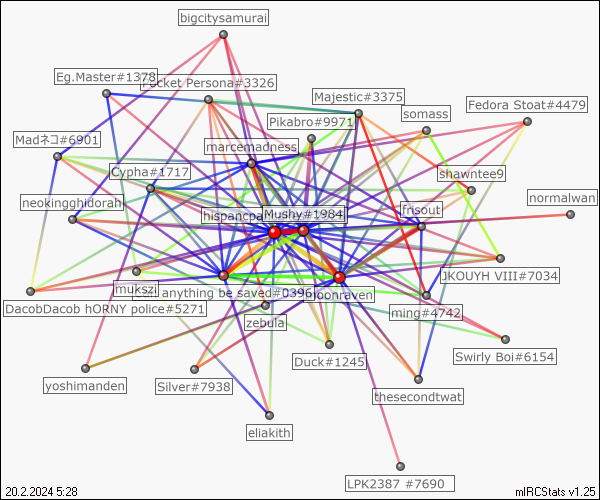 bigcitysamurai
Eg.Master#1378
Pocket Persona#3326
Majestic#3375
Fedora Stoat#4479
somass
Pikabro#9971
Madネコ#6901
marcemadness
Cypha#1717
shawntee9
normalwan
neokingghidorah
hispancpa
Mushy#1984
frisout
JKOUYH VIII#7034
mukszi
anything be saved#0396
moonraven
DacobDacob hORNY police#5271
zebula
ming#4742
Duck#1245
Swirly Boi#6154
yoshimanden
Silver#7938
thesecondtwat
eliakith
LPK2387 #7690
20.2.2024 5:28
mIRCStats v1.25